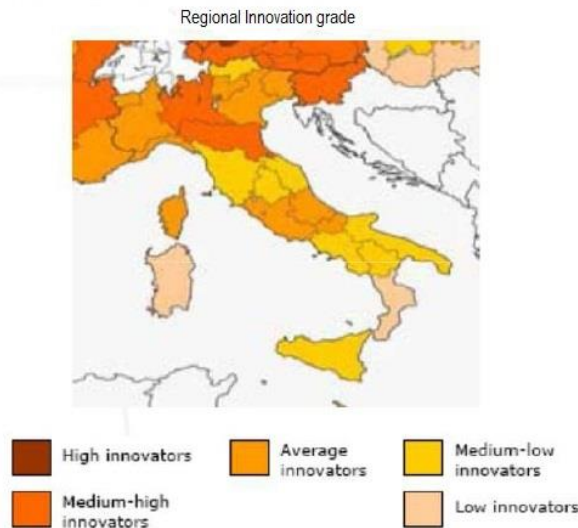 Regional Innovation grade
High innovators
Average
innovators
Medium-low
innovators
Medium-high
innovators
Low innovators